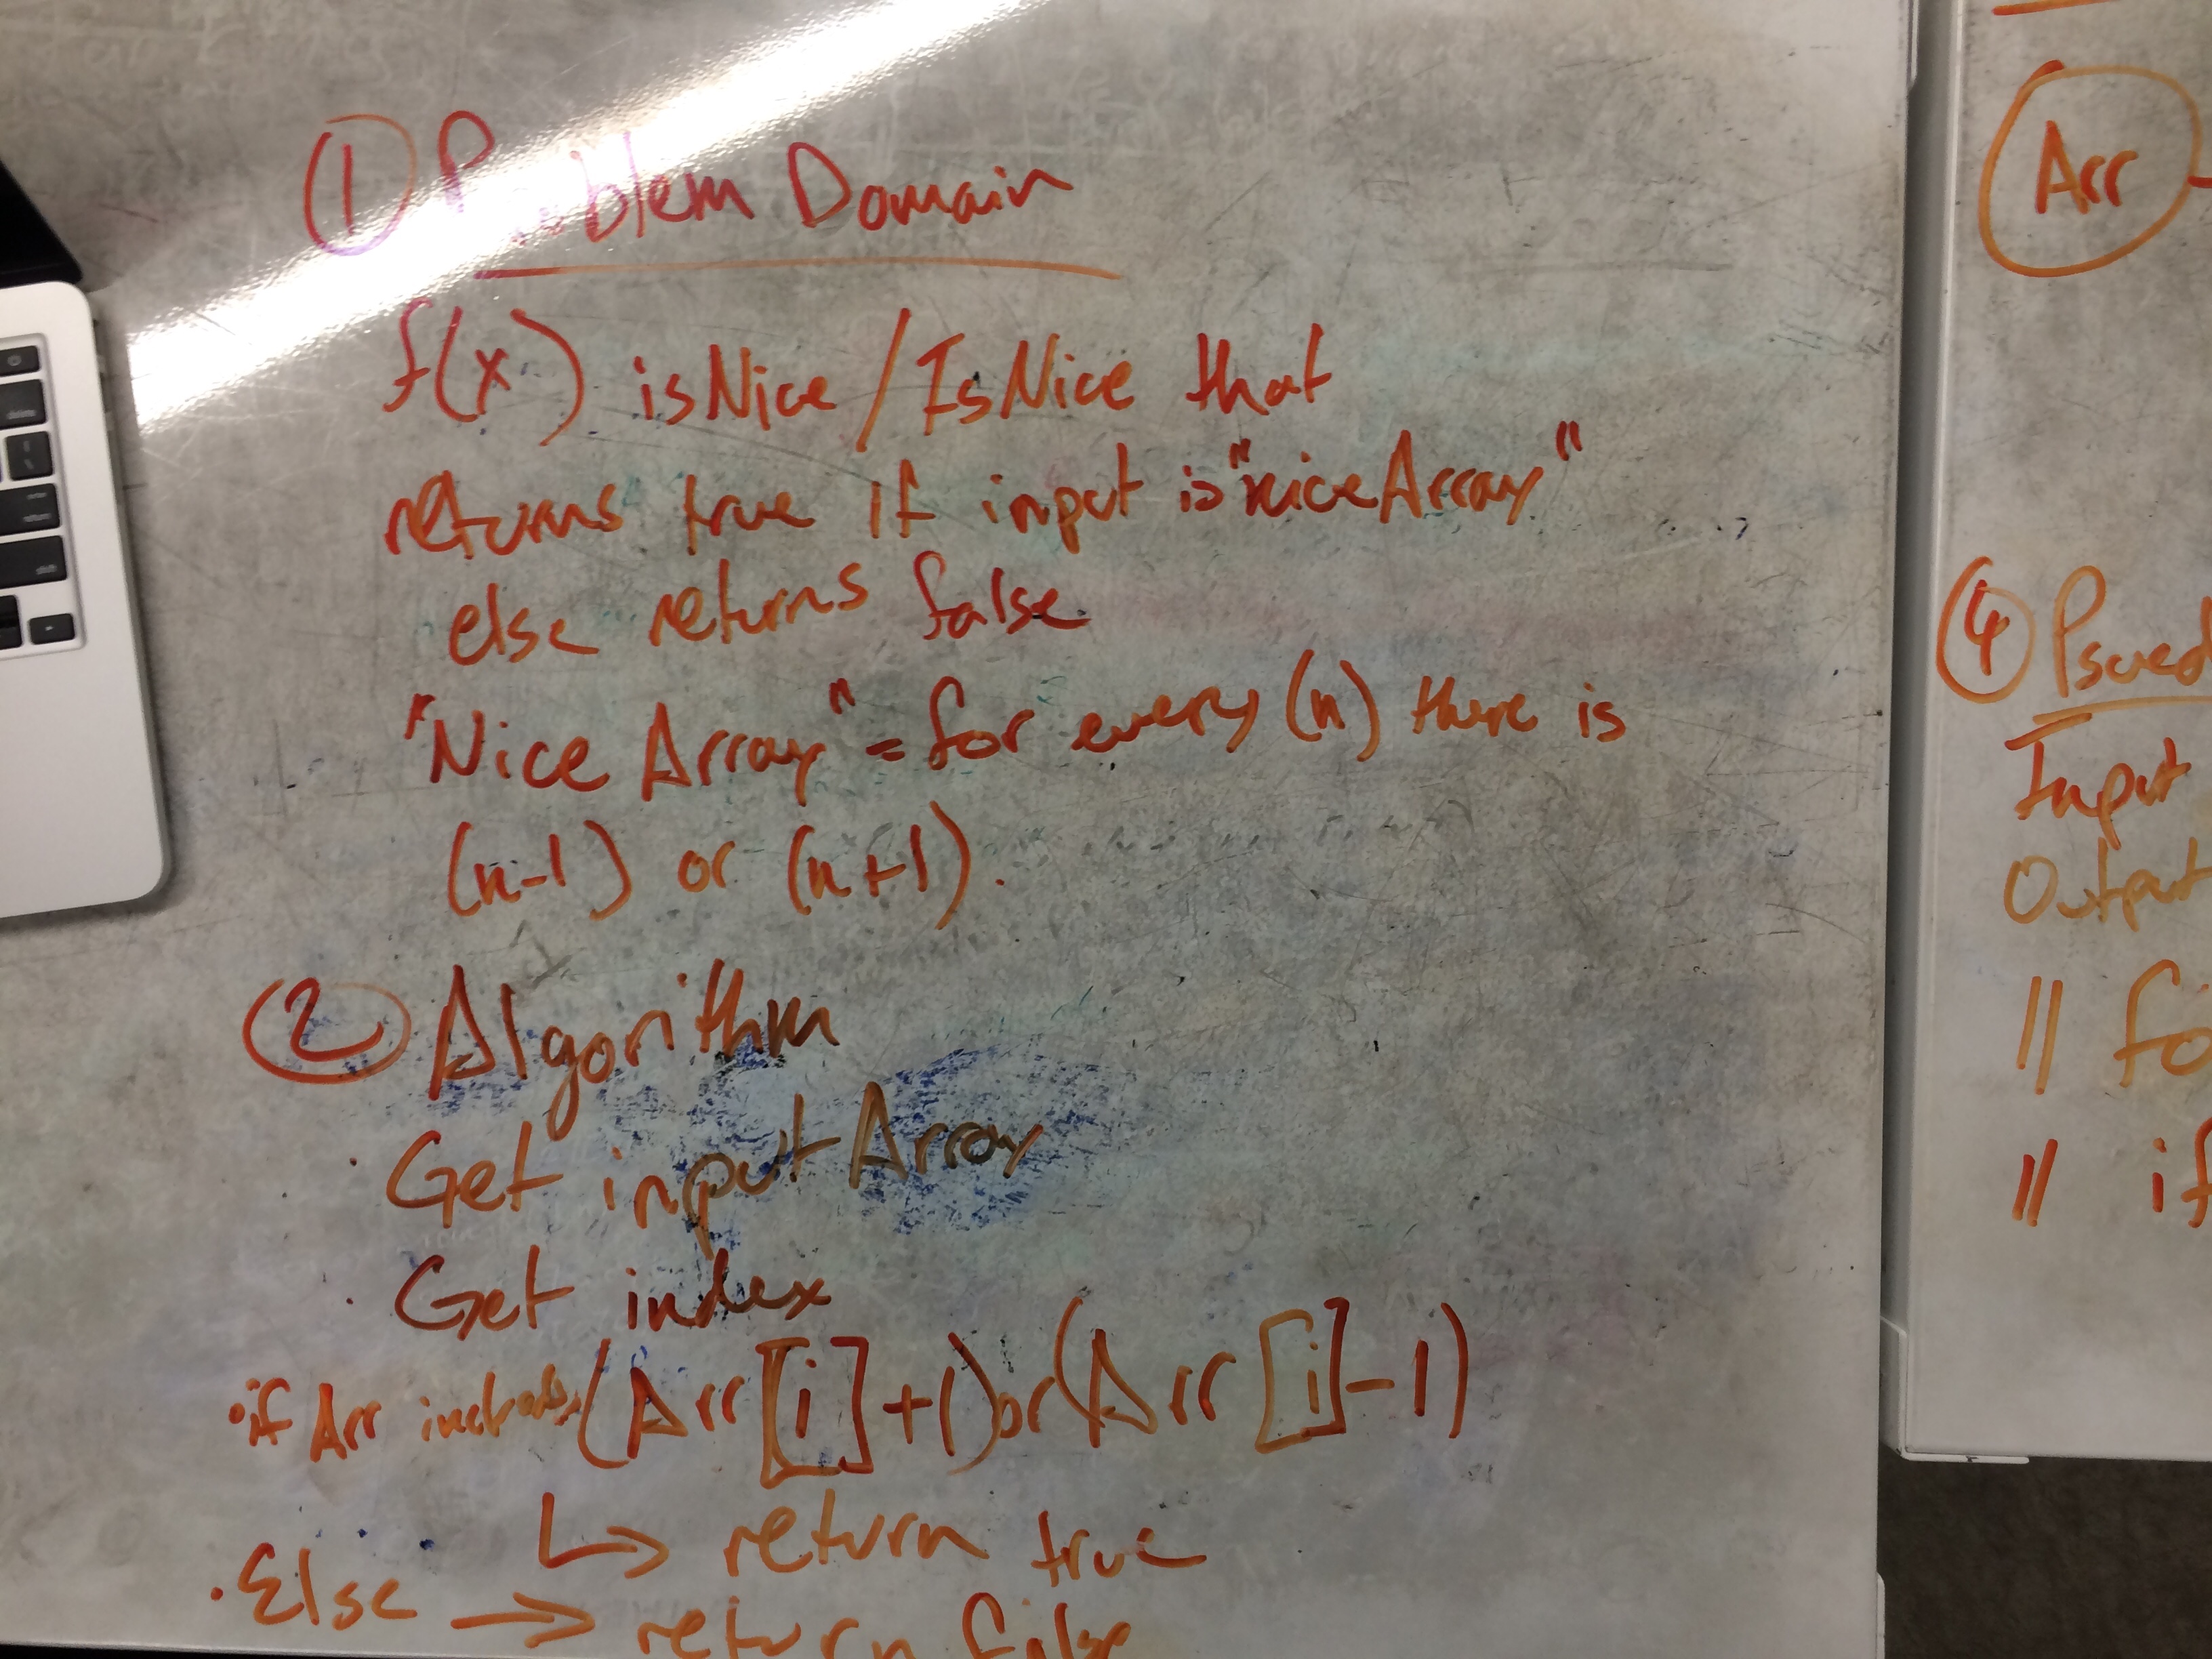 ① Problem Domain
f(x) isNice / IsNice that
returns true if input is "niceArray"
else returns false
"Nice Array" = for every (n) there is
(n-1) or (n+1).
② Algorithm
· Get input Array
· Get index
· if Arr includes (Arr[i]+1) or (Arr[i]-1)
↳ return true
· Else → return false
Arr
④ Psued
Input
Output
// fo
// if